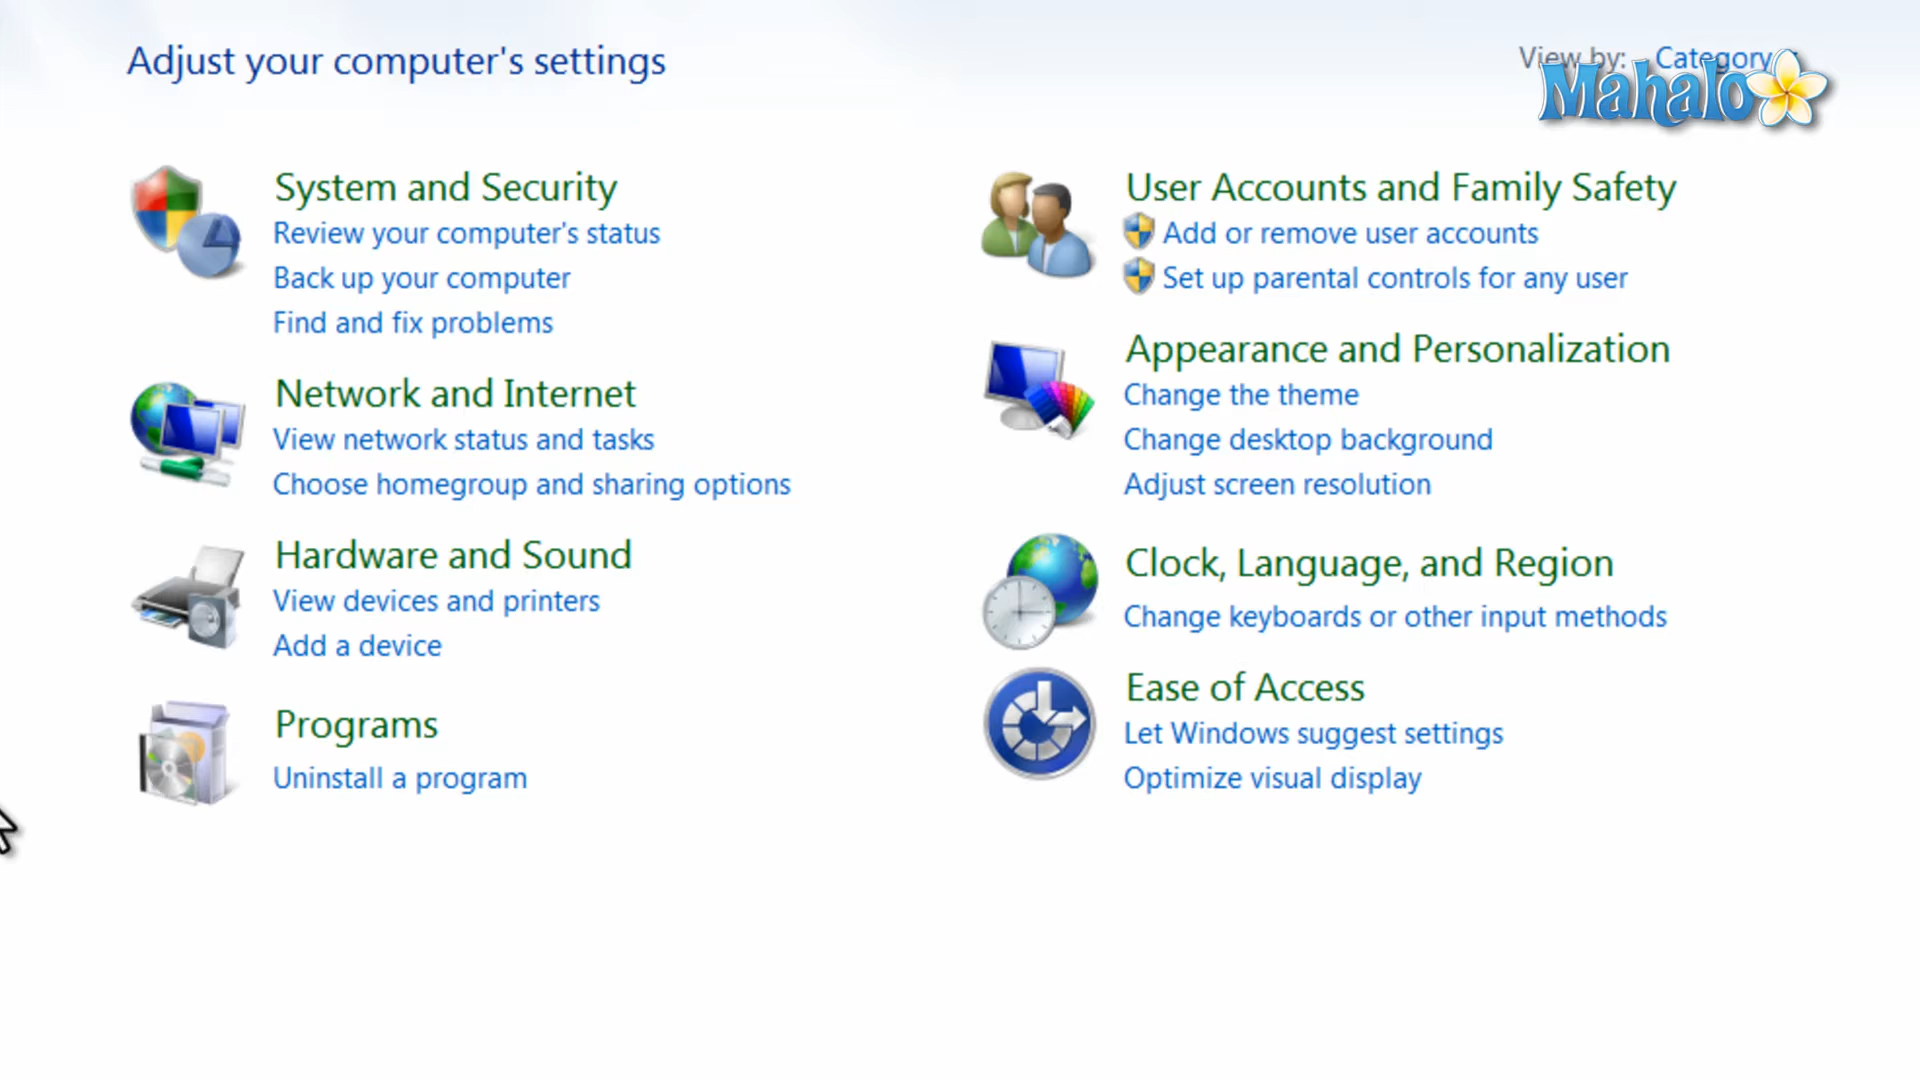 Adjust your computer's settings
View by: Category
Mahalo
System and Security
Review your computer's status
Back up your computer
Find and fix problems
Network and Internet
View network status and tasks
Choose homegroup and sharing options
Hardware and Sound
View devices and printers
Add a device
Programs
Uninstall a program
User Accounts and Family Safety
Add or remove user accounts
Set up parental controls for any user
Appearance and Personalization
Change the theme
Change desktop background
Adjust screen resolution
Clock, Language, and Region
Change keyboards or other input methods
Ease of Access
Let Windows suggest settings
Optimize visual display